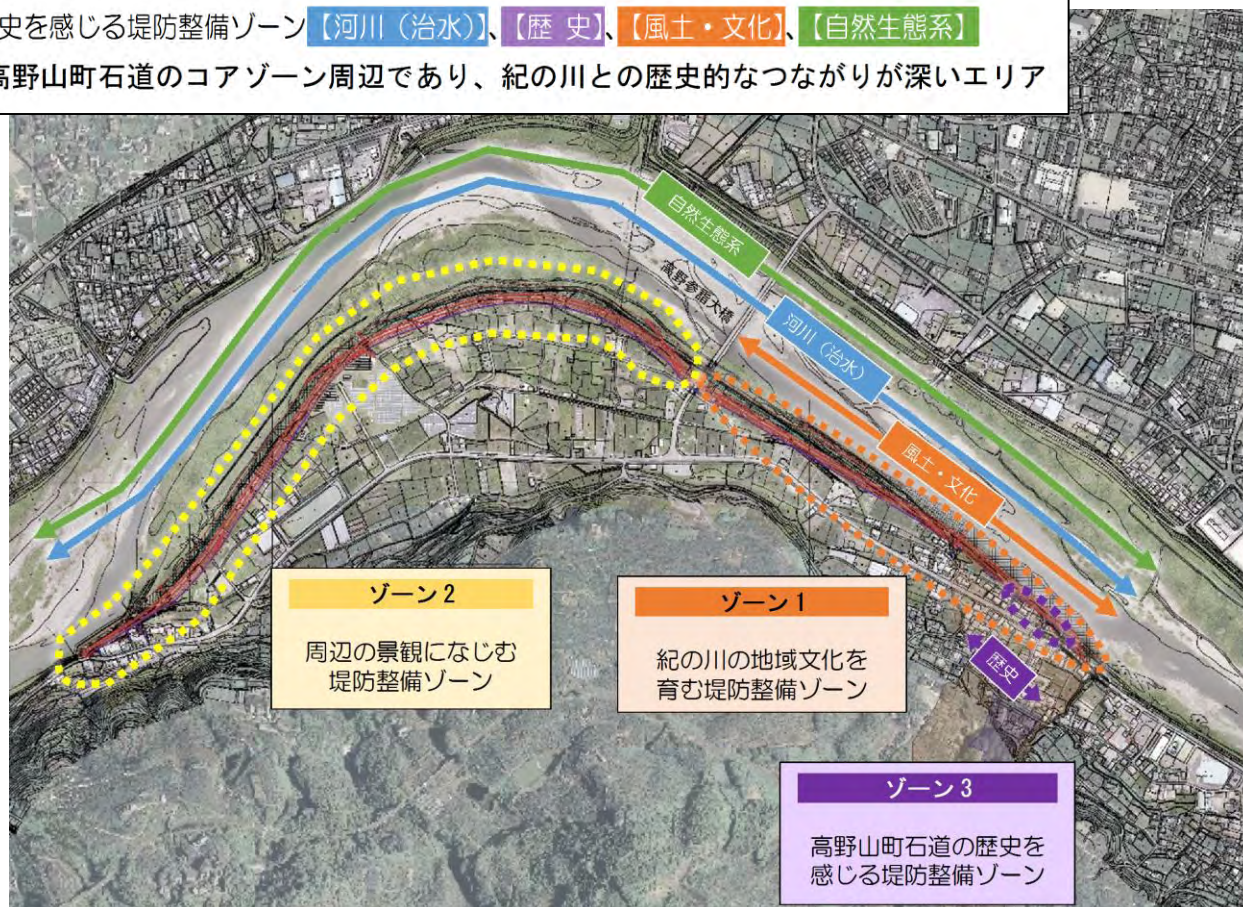 史を感じる堤防整備ゾーン【河川（治水）】、【歴 史】、【風土・文化】、【自然生態系】
高野山町石道のコアゾーン周辺であり、紀の川との歴史的なつながりが深いエリア
自然生態系
高野参詣大橋
河川（治水）
風土・文化
歴史
ゾーン2
周辺の景観になじむ
堤防整備ゾーン
ゾーン1
紀の川の地域文化を
育む堤防整備ゾーン
ゾーン3
高野山町石道の歴史を
感じる堤防整備ゾーン